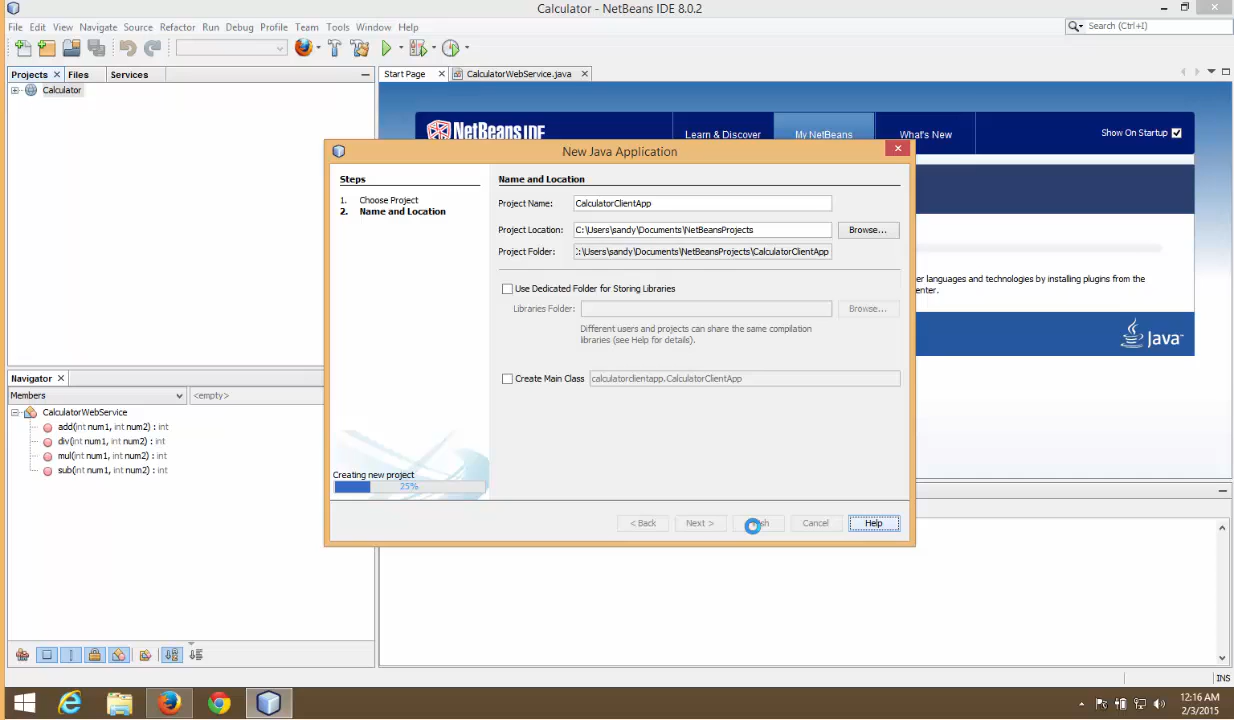 Calculator - NetBeans IDE 8.0.2
File Edit View Navigate Source Refactor Run Debug Profile Team Tools Window Help
Search (Ctrl+I)
Projects Files Services
Start Page CalculatorWebService.java
Calculator
NetBeans IDE
Learn & Discover My NetBeans What's New Show On Startup
New Java Application
Steps
1. Choose Project
2. Name and Location
Name and Location
Project Name: CalculatorClientApp
Project Location: C:\Users\sandy\Documents\NetBeansProjects Browse...
Project Folder: :\Users\sandy\Documents\NetBeansProjects\CalculatorClientApp
Use Dedicated Folder for Storing Libraries
Libraries Folder: Browse...
Different users and projects can share the same compilation
libraries (see Help for details).
Create Main Class calculatorclientapp.CalculatorClientApp
Creating new project
25%
< Back Next > Cancel Help
er languages and technologies by installing plugins from the
enter.
Java
Navigator
Members <empty>
CalculatorWebService
add(int num1, int num2) : int
div(int num1, int num2) : int
mul(int num1, int num2) : int
sub(int num1, int num2) : int
INS
12:16 AM
2/3/2015